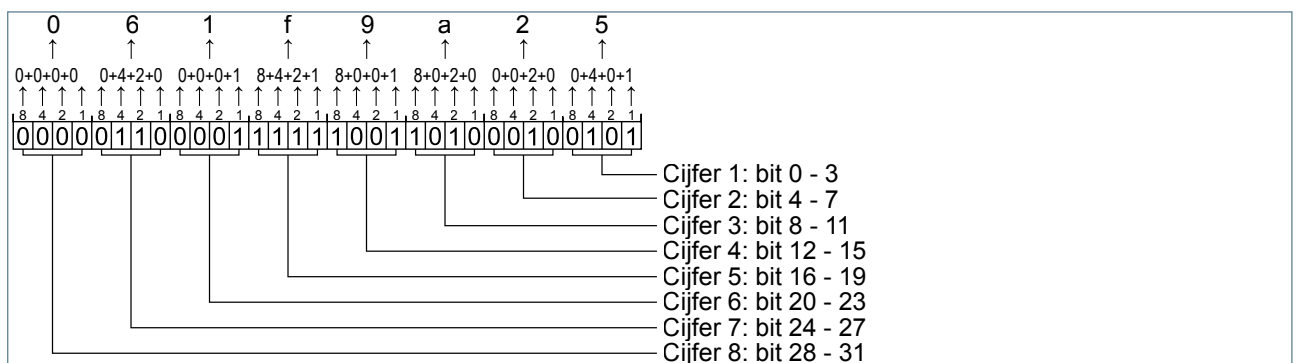 0 6 1 f 9 a 2 5
0+0+0+0 0+4+2+0 0+0+0+1 8+4+2+1 8+0+0+1 8+0+2+0 0+0+2+0 0+4+0+1
8 4 2 1 8 4 2 1 8 4 2 1 8 4 2 1 8 4 2 1 8 4 2 1 8 4 2 1 8 4 2 1
0 0 0 0 0 1 1 0 0 0 0 1 1 1 1 1 1 0 0 1 1 0 1 0 0 0 1 0 0 1 0 1
Cijfer 1: bit 0 - 3
Cijfer 2: bit 4 - 7
Cijfer 3: bit 8 - 11
Cijfer 4: bit 12 - 15
Cijfer 5: bit 16 - 19
Cijfer 6: bit 20 - 23
Cijfer 7: bit 24 - 27
Cijfer 8: bit 28 - 31